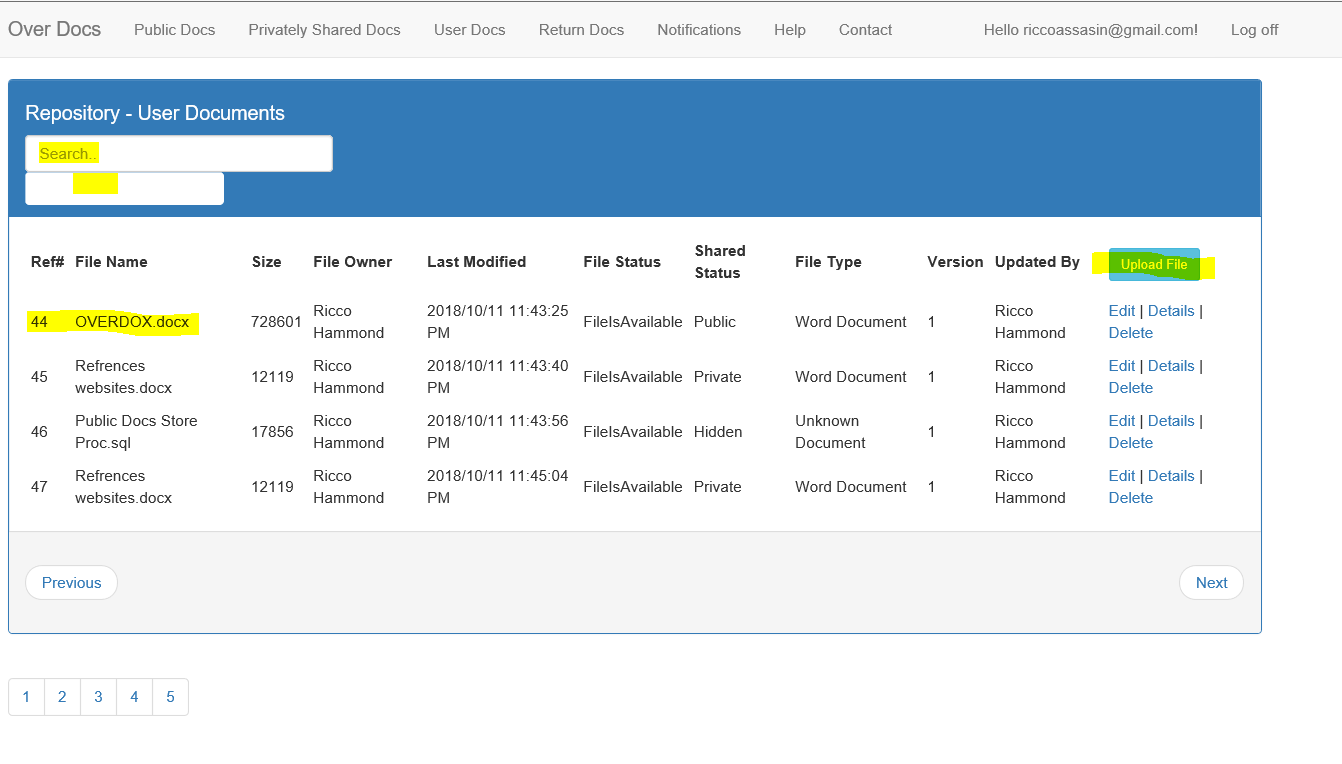 Over Docs Public Docs Privately Shared Docs User Docs Return Docs Notifications Help Contact Hello riccoassasin@gmail.com! Log off
Repository - User Documents
Search..
Ref# File Name Size File Owner Last Modified File Status Shared Status File Type Version Updated By Upload File
44 OVERDOX.docx 728601 Ricco Hammond 2018/10/11 11:43:25 PM FileIsAvailable Public Word Document 1 Ricco Hammond Edit | Details | Delete
45 Refrences websites.docx 12119 Ricco Hammond 2018/10/11 11:43:40 PM FileIsAvailable Private Word Document 1 Ricco Hammond Edit | Details | Delete
46 Public Docs Store Proc.sql 17856 Ricco Hammond 2018/10/11 11:43:56 PM FileIsAvailable Hidden Unknown Document 1 Ricco Hammond Edit | Details | Delete
47 Refrences websites.docx 12119 Ricco Hammond 2018/10/11 11:45:04 PM FileIsAvailable Private Word Document 1 Ricco Hammond Edit | Details | Delete
Previous Next
1 2 3 4 5